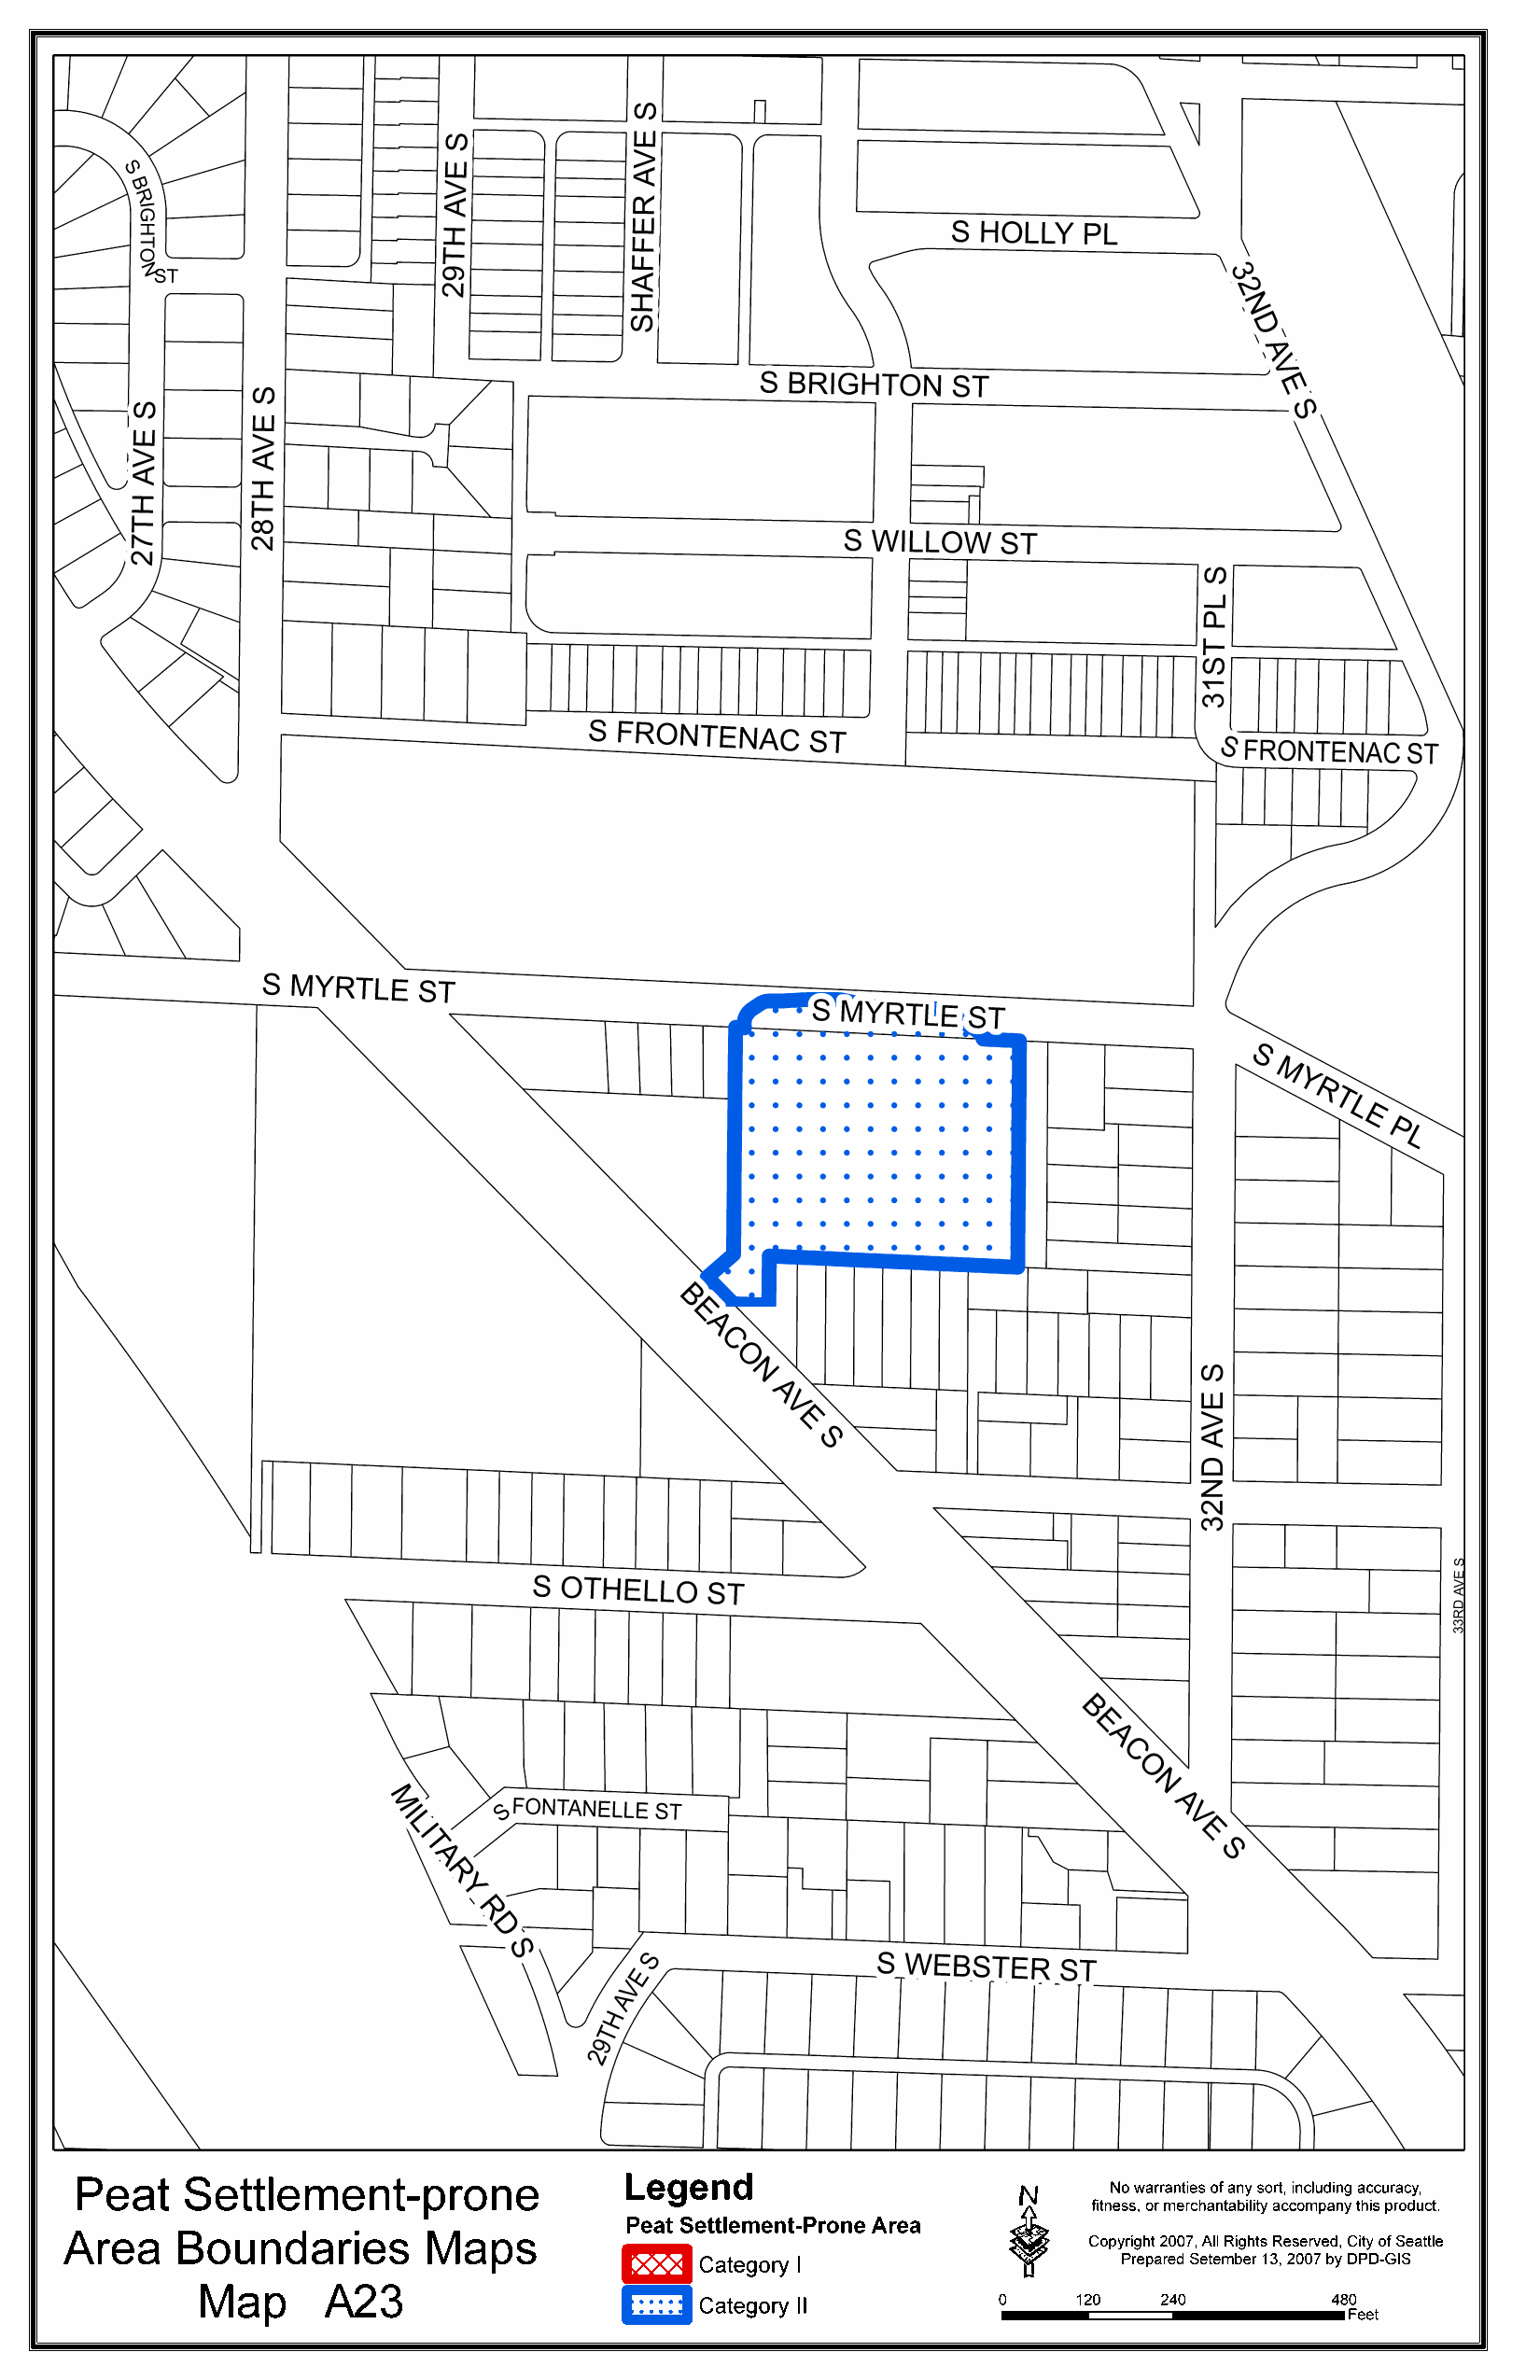 SHAFFER AVE S
29TH AVE S
S BRIGHTON ST
S HOLLY PL
32ND AVE S
S BRIGHTON ST
27TH AVE S
28TH AVE S
S WILLOW ST
31ST PL S
S FRONTENAC ST
S FRONTENAC ST
S MYRTLE ST
S MYRTLE ST
S MYRTLE PL
BEACON AVE S
32ND AVE S
S OTHELLO ST
33RD AVE S
BEACON AVE S
MILITARY RD S
S FONTANELLE ST
29TH AVE S
S WEBSTER ST
Peat Settlement-prone
Area Boundaries Maps
Map A23
Legend
Peat Settlement-Prone Area
Category I
Category II
N
No warranties of any sort, including accuracy,
fitness, or merchantability accompany this product.
Copyright 2007, All Rights Reserved, City of Seattle
Prepared Setember 13, 2007 by DPD-GIS
0 120 240 480
Feet